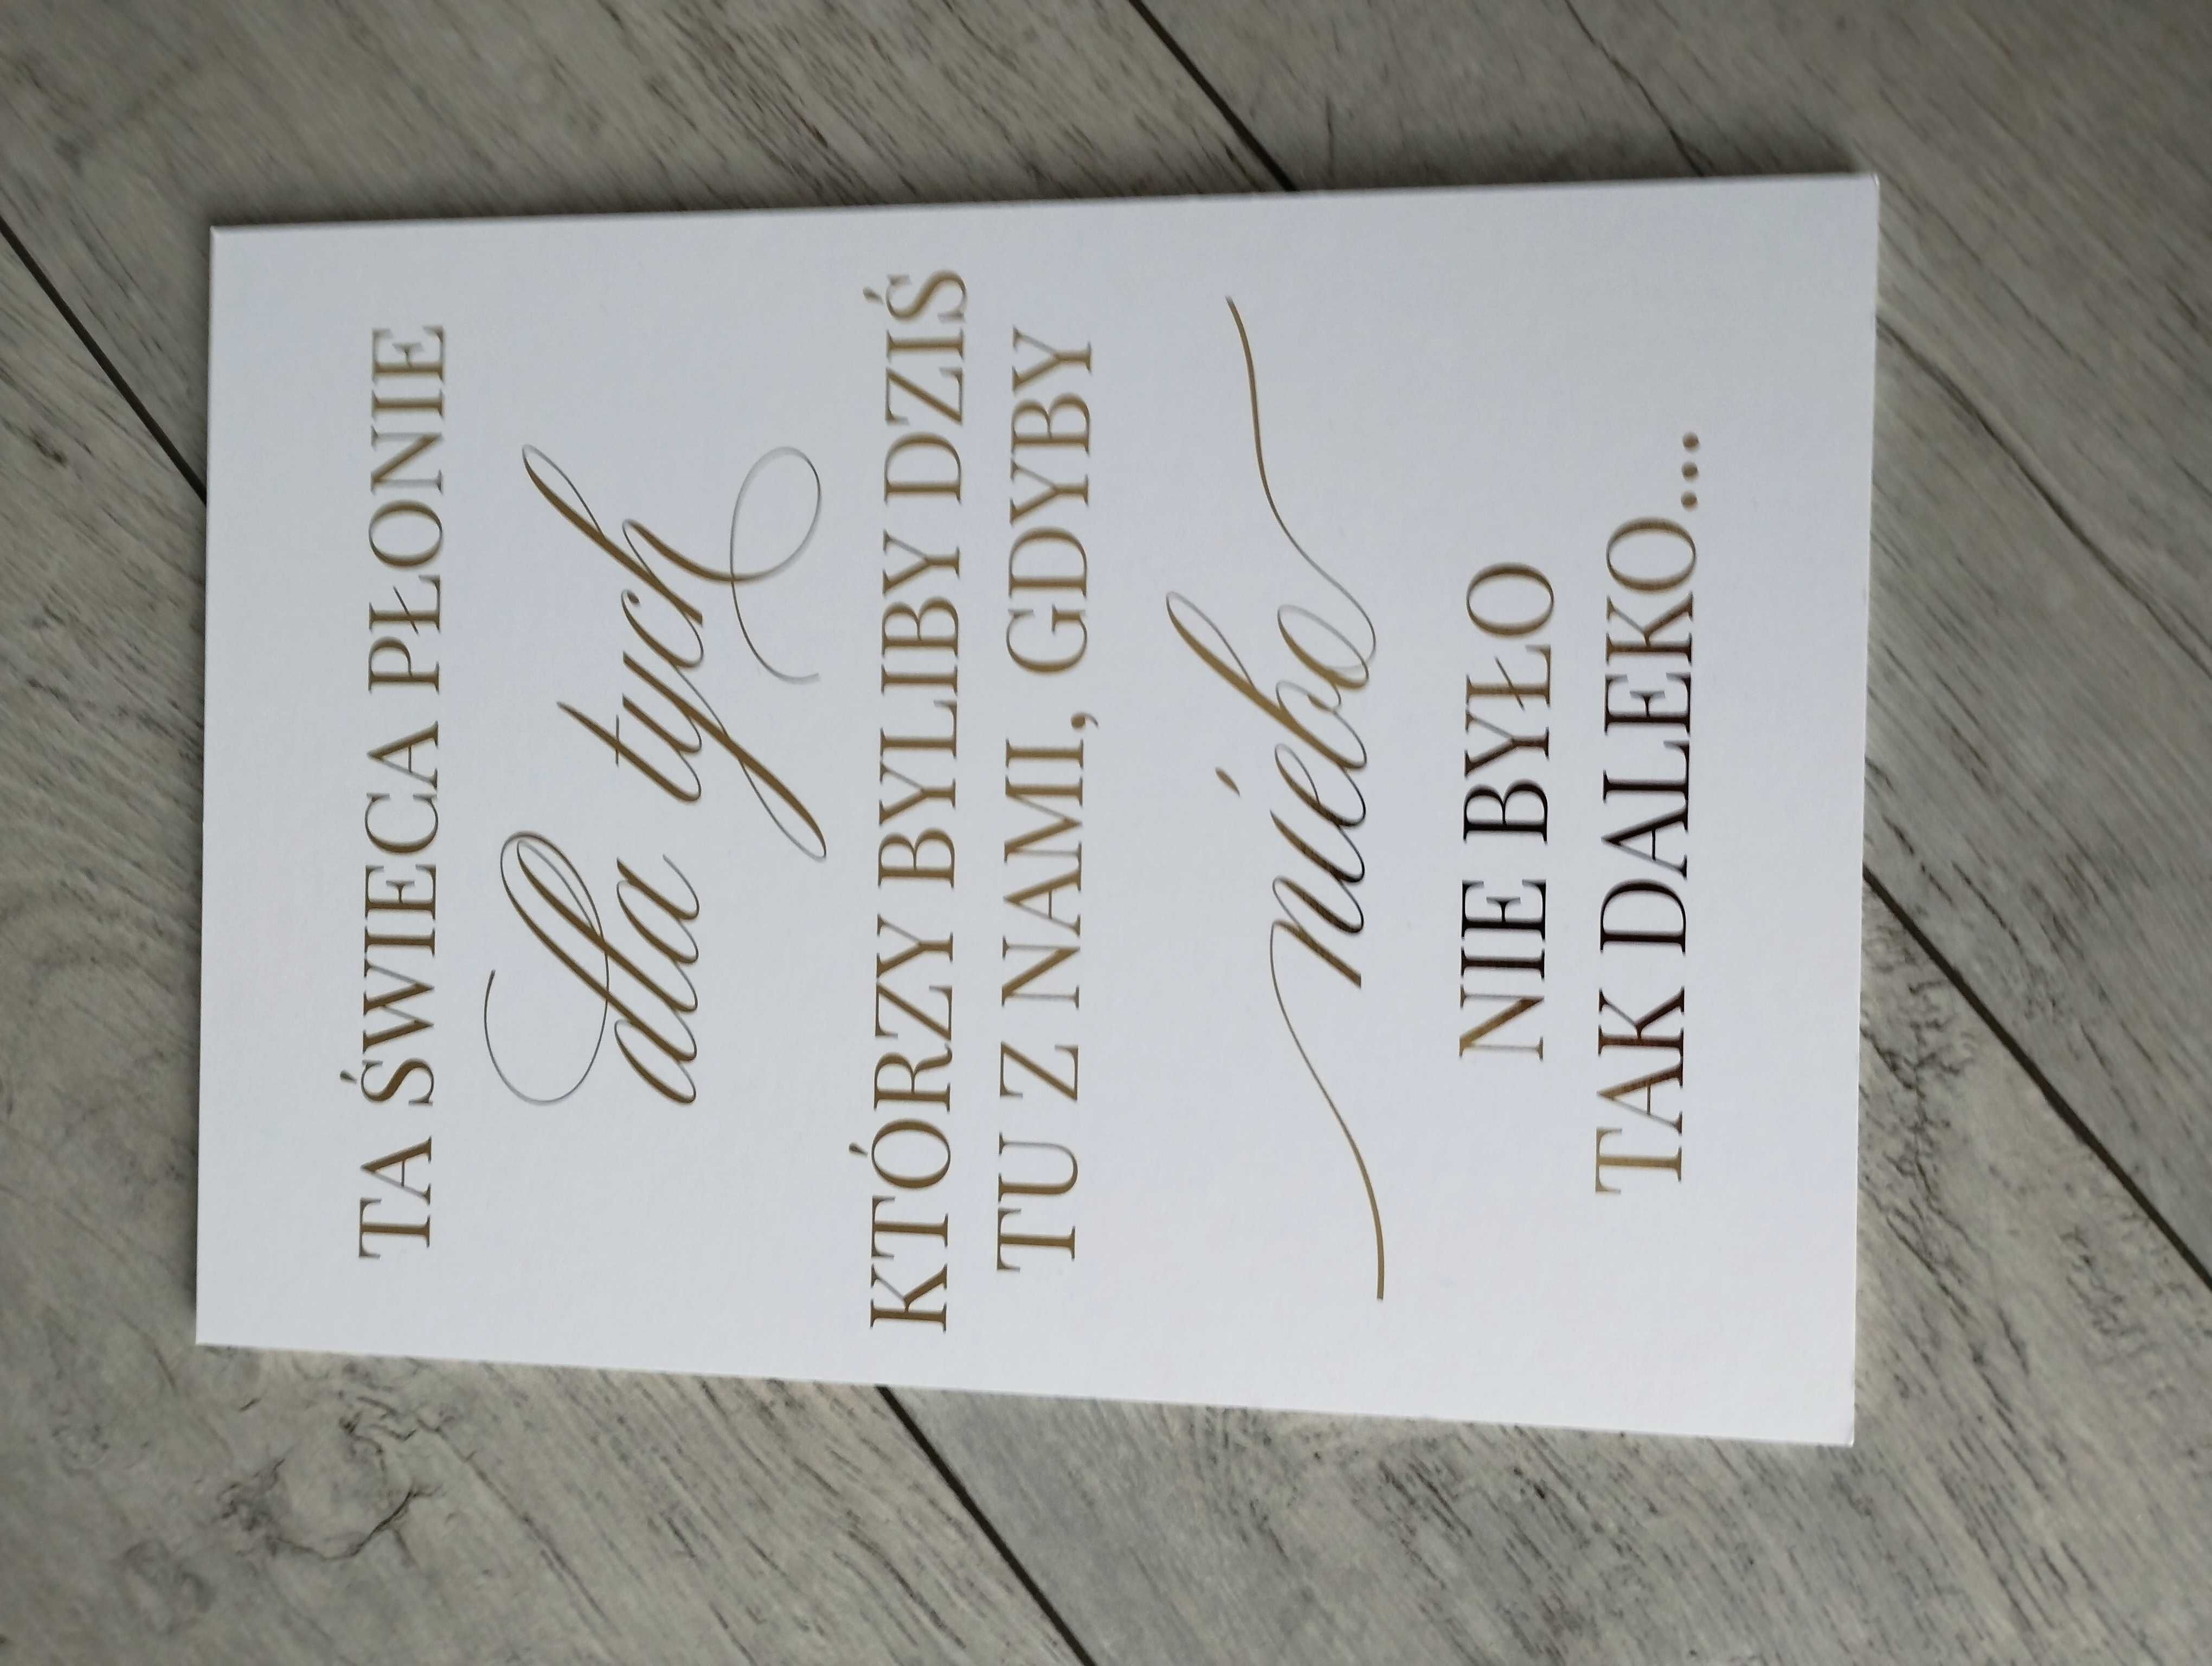 TA ŚWIECA PŁONIE
dla tych
KTÓRZY BYLIBY DZIŚ
TU Z NAMI, GDYBY
niebo
NIE BYŁO
TAK DALEKO...